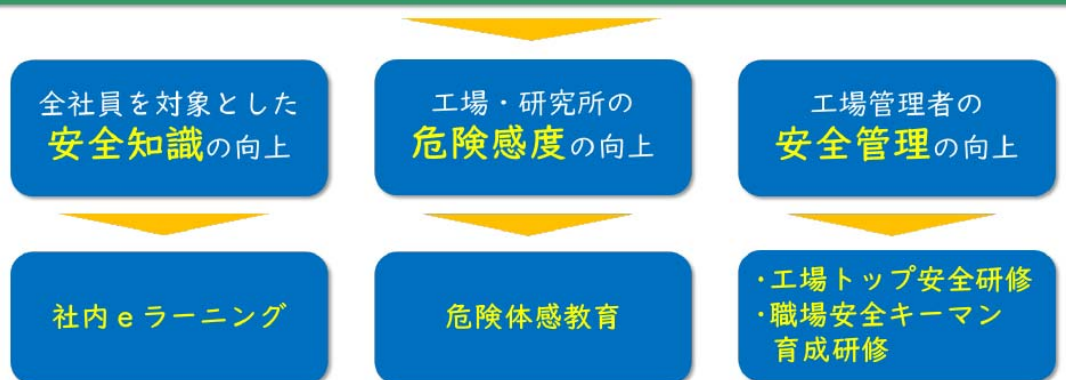 全社員を対象とした
安全知識の向上
工場・研究所の
危険感度の向上
工場管理者の
安全管理の向上
社内eラーニング
危険体感教育
・工場トップ安全研修
・職場安全キーマン
育成研修